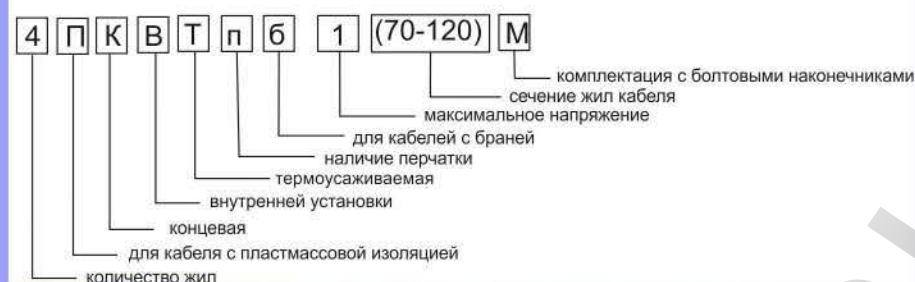 4 П К В Т п б 1 (70-120) М
комплектация с болтовыми наконечниками
сечение жил кабеля
максимальное напряжение
для кабелей с браней
наличие перчатки
термоусаживаемая
внутренней установки
концевая
для кабеля с пластмассовой изоляцией
количество жил